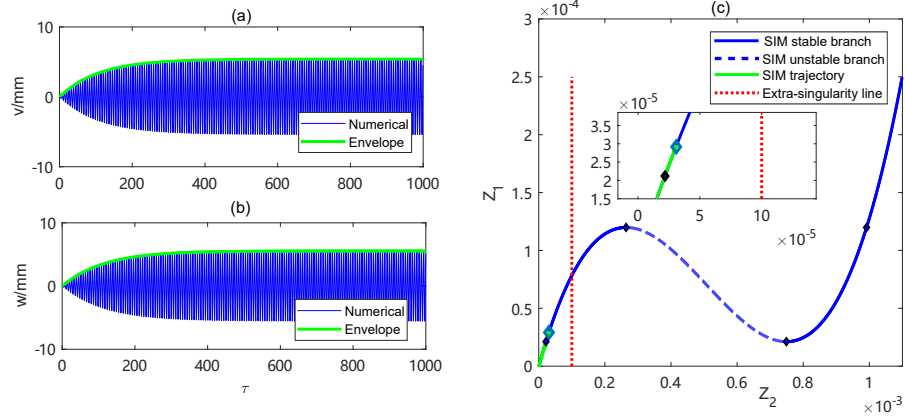 (a)
v/mm
10
0
-10
Numerical
Envelope
0 200 400 600 800 1000
(b)
w/mm
10
0
-10
Numerical
Envelope
0 200 400 600 800 1000
τ
(c)
×10⁻⁴
Z₁
3
2.5
2
1.5
1
0.5
0
SIM stable branch
SIM unstable branch
SIM trajectory
Extra-singularity line
×10⁻⁵
3.5
3
2.5
2
1.5
0 5 10
×10⁻⁵
0 0.2 0.4 0.6 0.8 1
Z₂
×10⁻³